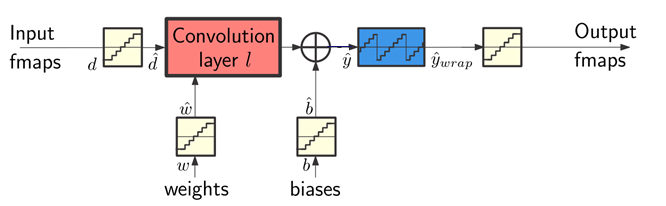 Input
fmaps
d
d̂
Convolution
layer l
ŷ
ŷ_wrap
Output
fmaps
ŵ
b̂
w
b
weights
biases